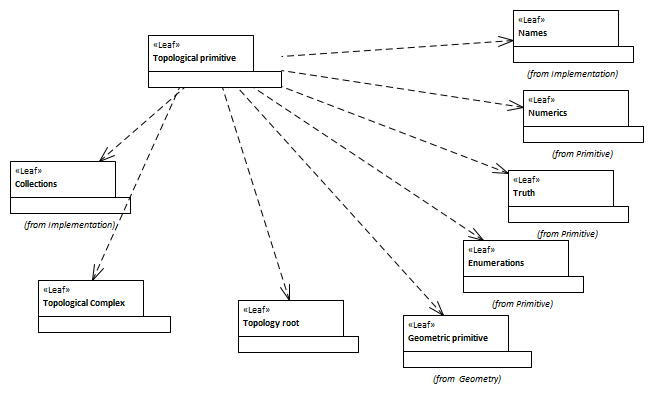 «Leaf»
Names
(from Implementation)
«Leaf»
Topological primitive
«Leaf»
Numerics
(from Primitive)
«Leaf»
Collections
(from Implementation)
«Leaf»
Truth
(from Primitive)
«Leaf»
Enumerations
(from Primitive)
«Leaf»
Topological Complex
«Leaf»
Topology root
«Leaf»
Geometric primitive
(from Geometry)